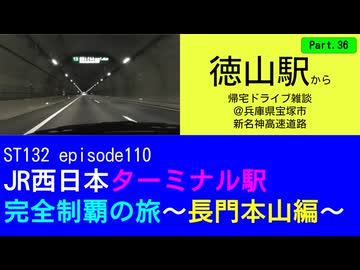 Part.36
徳山駅から
帰宅ドライブ雑談
@兵庫県宝塚市
新名神高速道路
ST132 episode110
JR西日本ターミナル駅
完全制覇の旅～長門本山編～